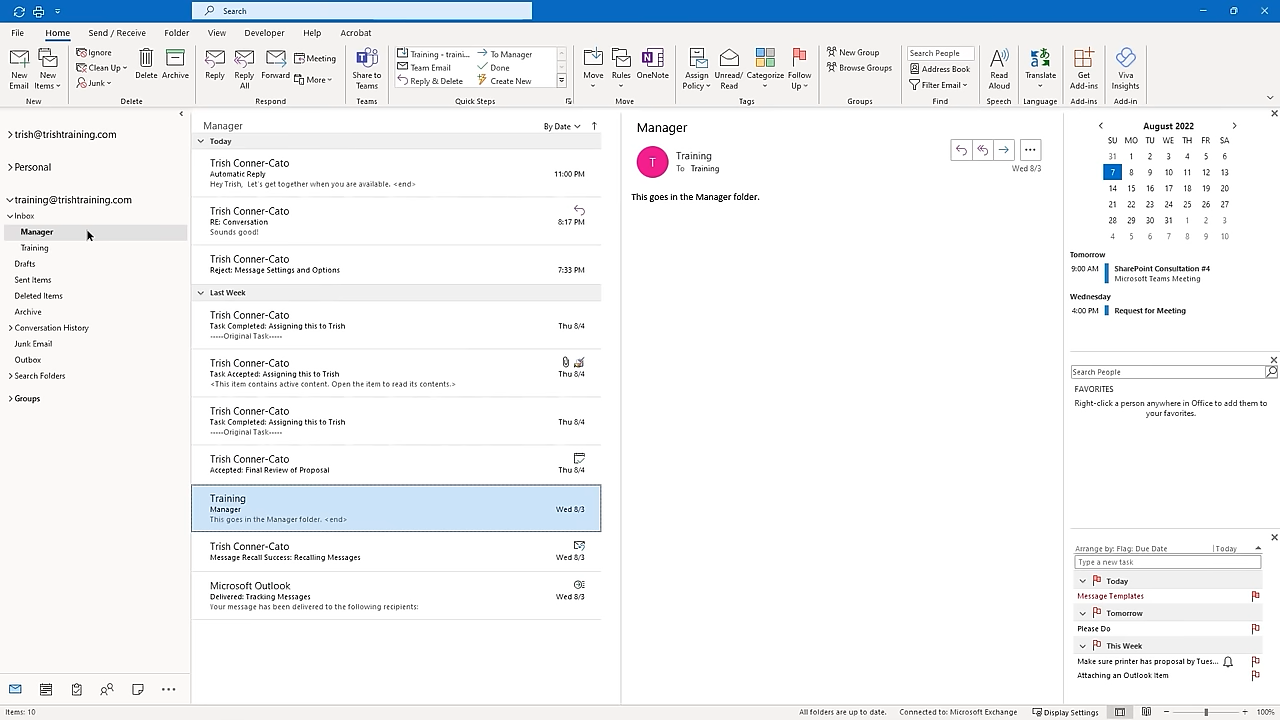 Search
File Home Send / Receive Folder View Developer Help Acrobat
New Email
New Items
Ignore
Clean Up
Junk
Delete
Archive
Reply
Reply All
Forward
Meeting
More
Share to Teams
Training - traini...
Team Email
Reply & Delete
To Manager
Done
Create New
Move
Rules
OneNote
Assign Policy
Unread/ Read
Categorize
Follow Up
New Group
Browse Groups
Search People
Address Book
Filter Email
Read Aloud
Translate
Get Add-ins
Viva Insights
New Delete Respond Teams Quick Steps Move Tags Groups Find Speech Language Add-ins Add-in
trish@trishtraining.com
Personal
training@trishtraining.com
Inbox
Manager
Training
Drafts
Sent Items
Deleted Items
Archive
Conversation History
Junk Email
Outbox
Search Folders
Groups
Manager By Date
Today
Trish Conner-Cato
Automatic Reply 11:00 PM
Hey Trish, Let's get together when you are available. <end>
Trish Conner-Cato
RE: Conversation 8:17 PM
Sounds good!
Trish Conner-Cato
Reject: Message Settings and Options 7:33 PM
Last Week
Trish Conner-Cato
Task Completed: Assigning this to Trish Thu 8/4
-----Original Task-----
Trish Conner-Cato
Task Accepted: Assigning this to Trish Thu 8/4
<This item contains active content. Open the item to read its contents.>
Trish Conner-Cato
Task Completed: Assigning this to Trish Thu 8/4
-----Original Task-----
Trish Conner-Cato
Accepted: Final Review of Proposal Thu 8/4
Training
Manager Wed 8/3
This goes in the Manager folder. <end>
Trish Conner-Cato
Message Recall Success: Recalling Messages Wed 8/3
Microsoft Outlook
Delivered: Tracking Messages Wed 8/3
Your message has been delivered to the following recipients:
Manager
T
Training
To Training
Wed 8/3
This goes in the Manager folder.
August 2022
SU MO TU WE TH FR SA
31 1 2 3 4 5 6
7 8 9 10 11 12 13
14 15 16 17 18 19 20
21 22 23 24 25 26 27
28 29 30 31 1 2 3
4 5 6 7 8 9 10
Tomorrow
9:00 AM SharePoint Consultation #4
Microsoft Teams Meeting
Wednesday
4:00 PM Request for Meeting
Search People
FAVORITES
Right-click a person anywhere in Office to add them to
your favorites.
Arrange by: Flag: Due Date Today
Type a new task
Today
Message Templates
Tomorrow
Please Do
This Week
Make sure printer has proposal by Tues...
Attaching an Outlook Item
Items: 10 All folders are up to date. Connected to: Microsoft Exchange Display Settings 100%